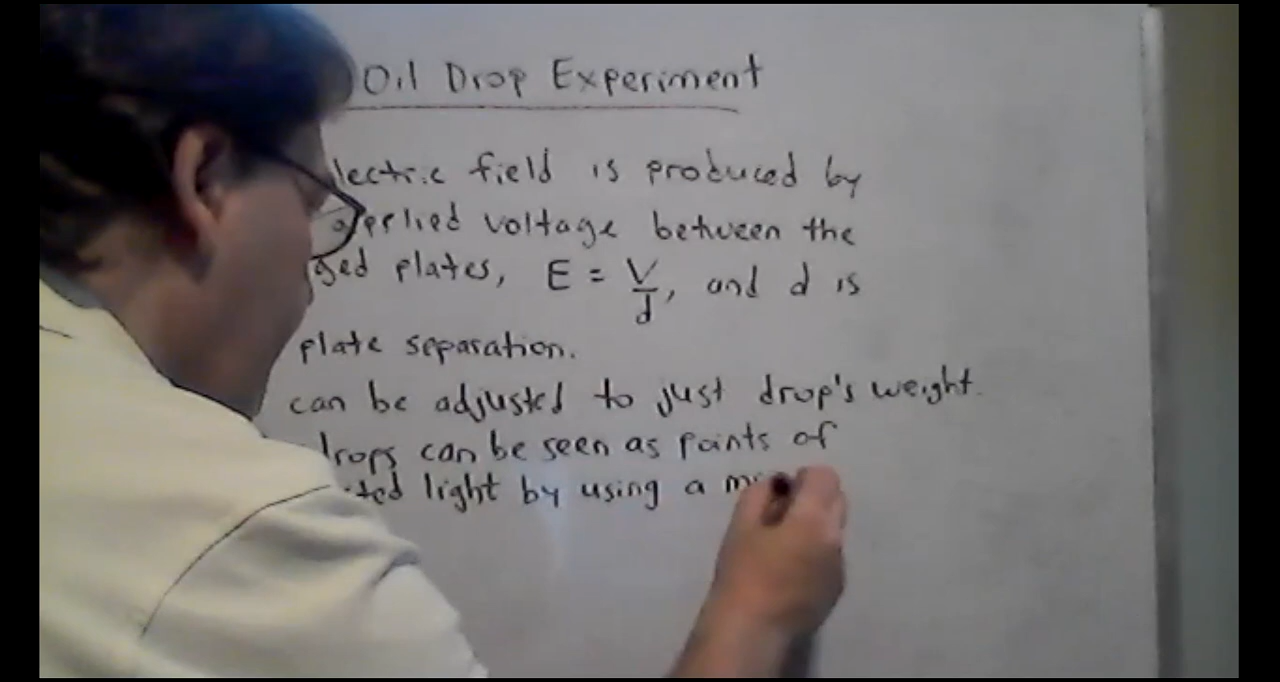 Oil Drop Experiment
lectric field is produced by
applied voltage between the
ged plates, E = V/d, and d is
plate separation.
can be adjusted to just drop's weight.
drops can be seen as points of
ted light by using a